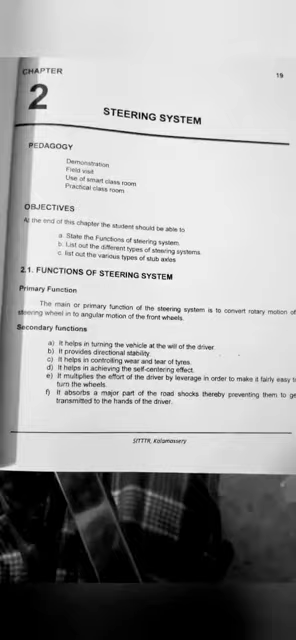 CHAPTER
19
2
STEERING SYSTEM
PEDAGOGY
Demonstration
Field visit
Use of smart class room
Practical class room
OBJECTIVES
At the end of this chapter the student should be able to
a. State the Functions of steering system.
b. List out the different types of steering systems.
c. list out the various types of stub axles
2.1. FUNCTIONS OF STEERING SYSTEM
Primary Function
The main or primary function of the steering system is to convert rotary motion of
steering wheel in to angular motion of the front wheels.
Secondary functions
a) It helps in turning the vehicle at the will of the driver.
b) It provides directional stability.
c) It helps in controlling wear and tear of tyres.
d) It helps in achieving the self-centering effect.
e) It multiplies the effort of the driver by leverage in order to make it fairly easy t
turn the wheels.
f) It absorbs a major part of the road shocks thereby preventing them to ge
transmitted to the hands of the driver.
SITTTR, Kalamassery